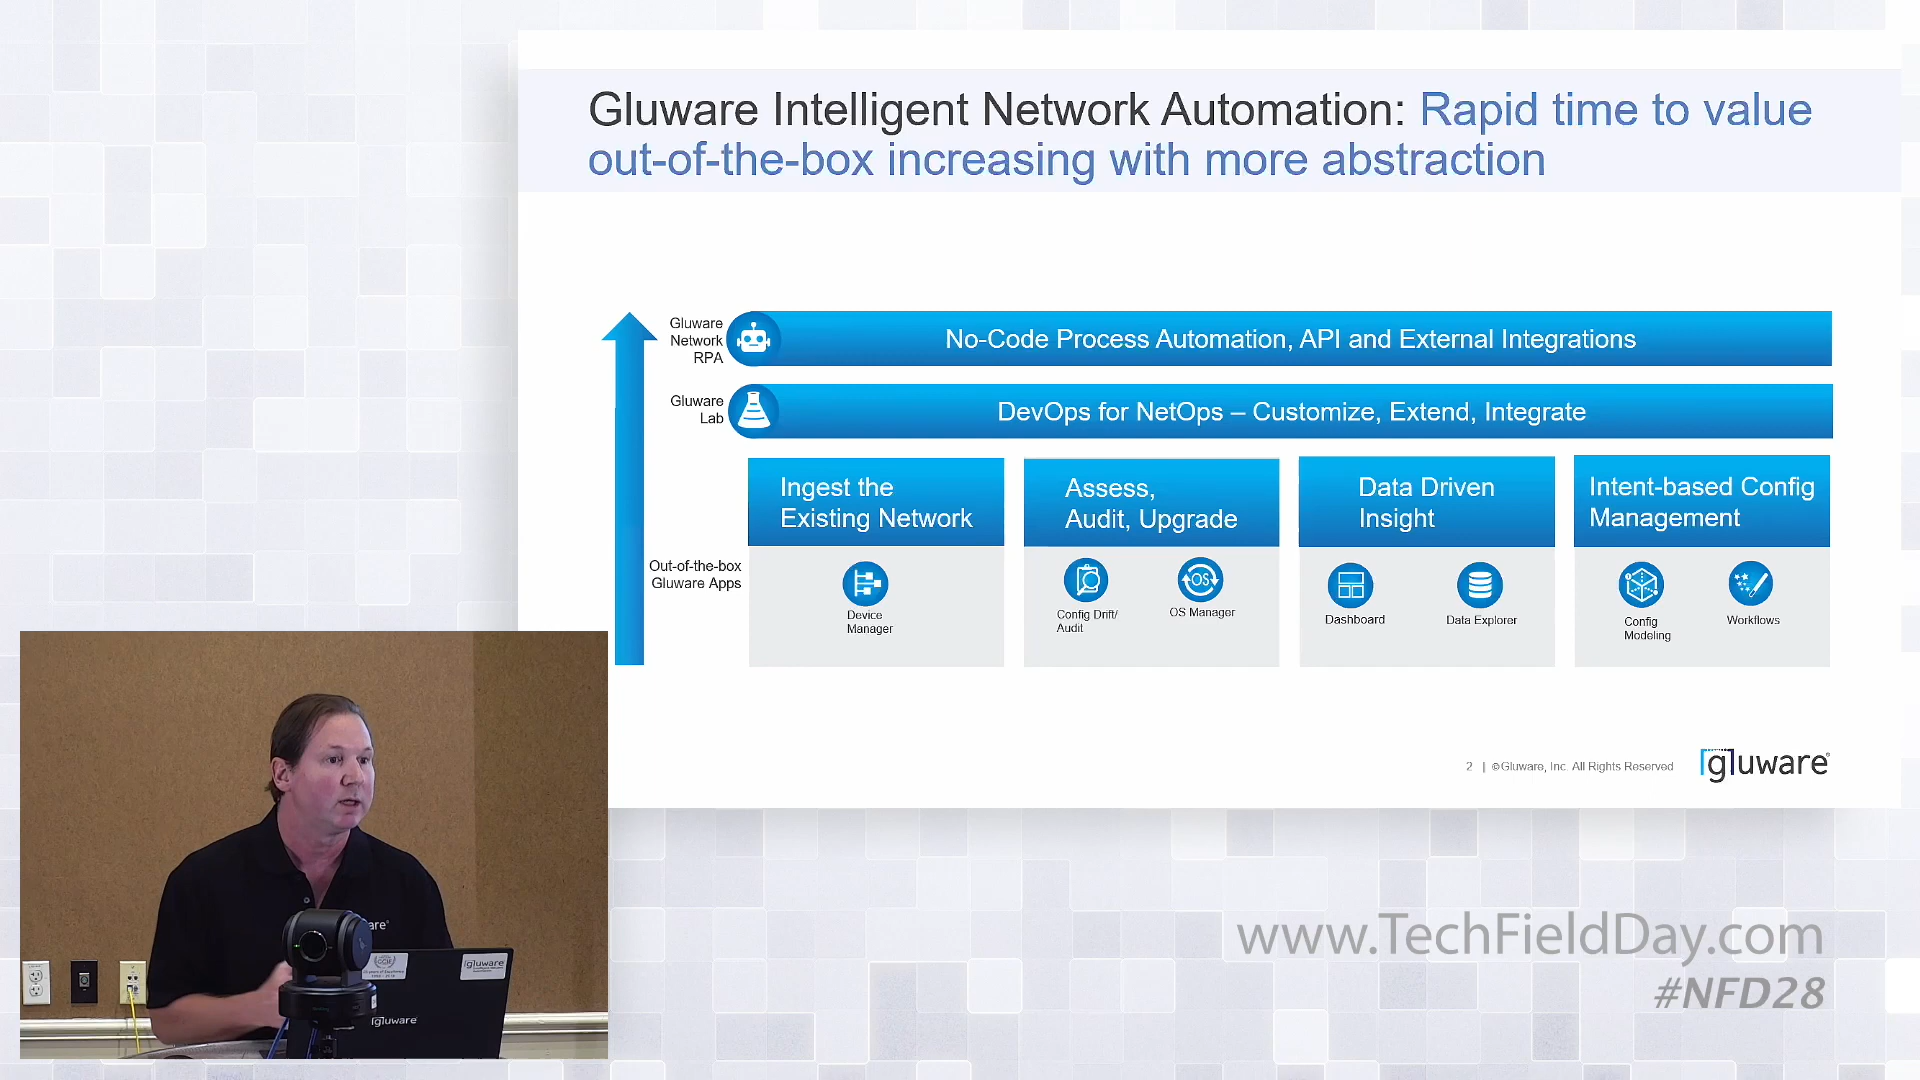 Gluware Intelligent Network Automation: Rapid time to value
out-of-the-box increasing with more abstraction
Gluware
Network
RPA
No-Code Process Automation, API and External Integrations
Gluware
Lab
DevOps for NetOps – Customize, Extend, Integrate
Ingest the
Existing Network
Assess,
Audit, Upgrade
Data Driven
Insight
Intent-based Config
Management
Out-of-the-box
Gluware Apps
Device
Manager
Config Drift/
Audit
OS
OS Manager
Dashboard
Data Explorer
Config
Modeling
Workflows
2 | ©Gluware, Inc. All Rights Reserved
gluware®
are®
CCIE
gluware
gluware
www.TechFieldDay.com
#NFD28